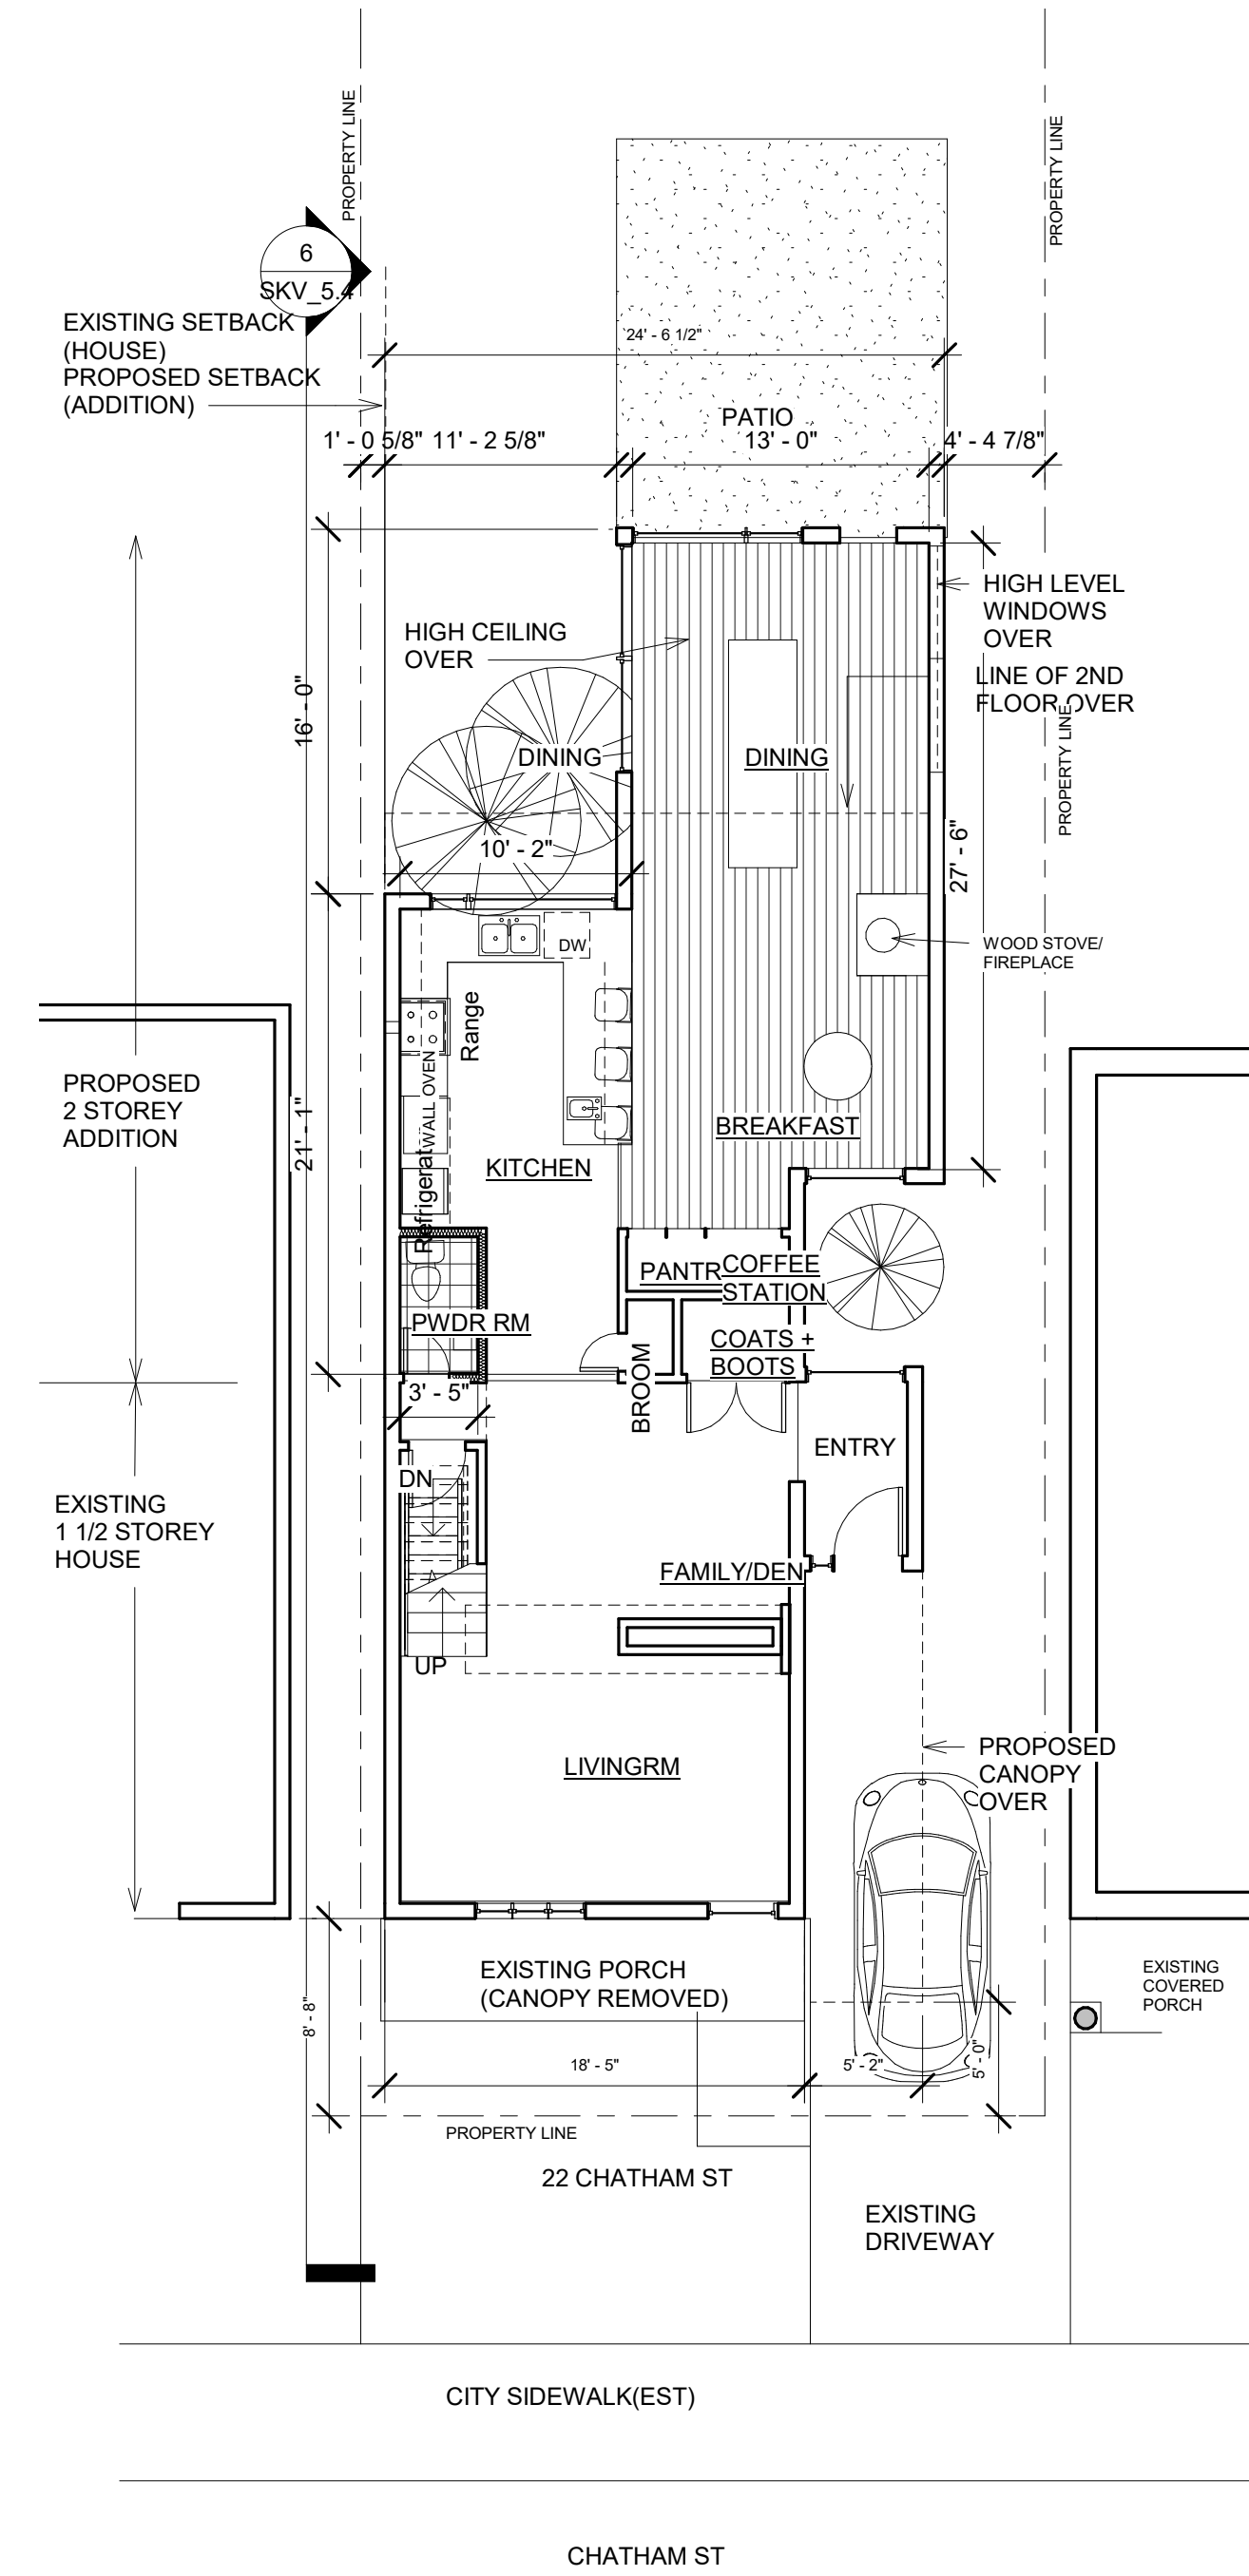 PROPERTY LINE
PROPERTY LINE
6
SKV_5.4
EXISTING SETBACK
(HOUSE)
PROPOSED SETBACK
(ADDITION)
24' - 6 1/2"
PATIO
1' - 0 5/8"
11' - 2 5/8"
13' - 0"
4' - 4 7/8"
HIGH LEVEL
WINDOWS
OVER
HIGH CEILING
OVER
LINE OF 2ND
FLOOR OVER
PROPERTY LINE
16' - 0"
DINING
DINING
10' - 2"
27' - 6"
DW
WOOD STOVE/
FIREPLACE
Range
WALL OVEN
Refrigerat
PROPOSED
2 STOREY
ADDITION
21' - 1"
BREAKFAST
KITCHEN
PANTR
COFFEE
STATION
PWDR RM
COATS +
BOOTS
BROOM
3' - 5"
ENTRY
DN
EXISTING
1 1/2 STOREY
HOUSE
FAMILY/DEN
UP
PROPOSED
CANOPY
OVER
LIVINGRM
EXISTING PORCH
(CANOPY REMOVED)
EXISTING
COVERED
PORCH
8' - 8"
18' - 5"
5' - 2"
5' - 0"
PROPERTY LINE
22 CHATHAM ST
EXISTING
DRIVEWAY
CITY SIDEWALK(EST)
CHATHAM ST